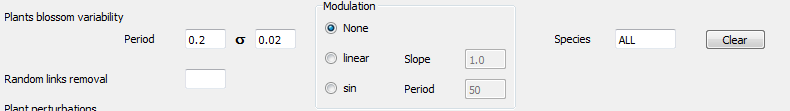 Plants blossom variability
Modulation
Period 0.2 σ 0.02
None
Species ALL Clear
linear Slope 1.0
Random links removal
sin Period 50
Plant perturbations